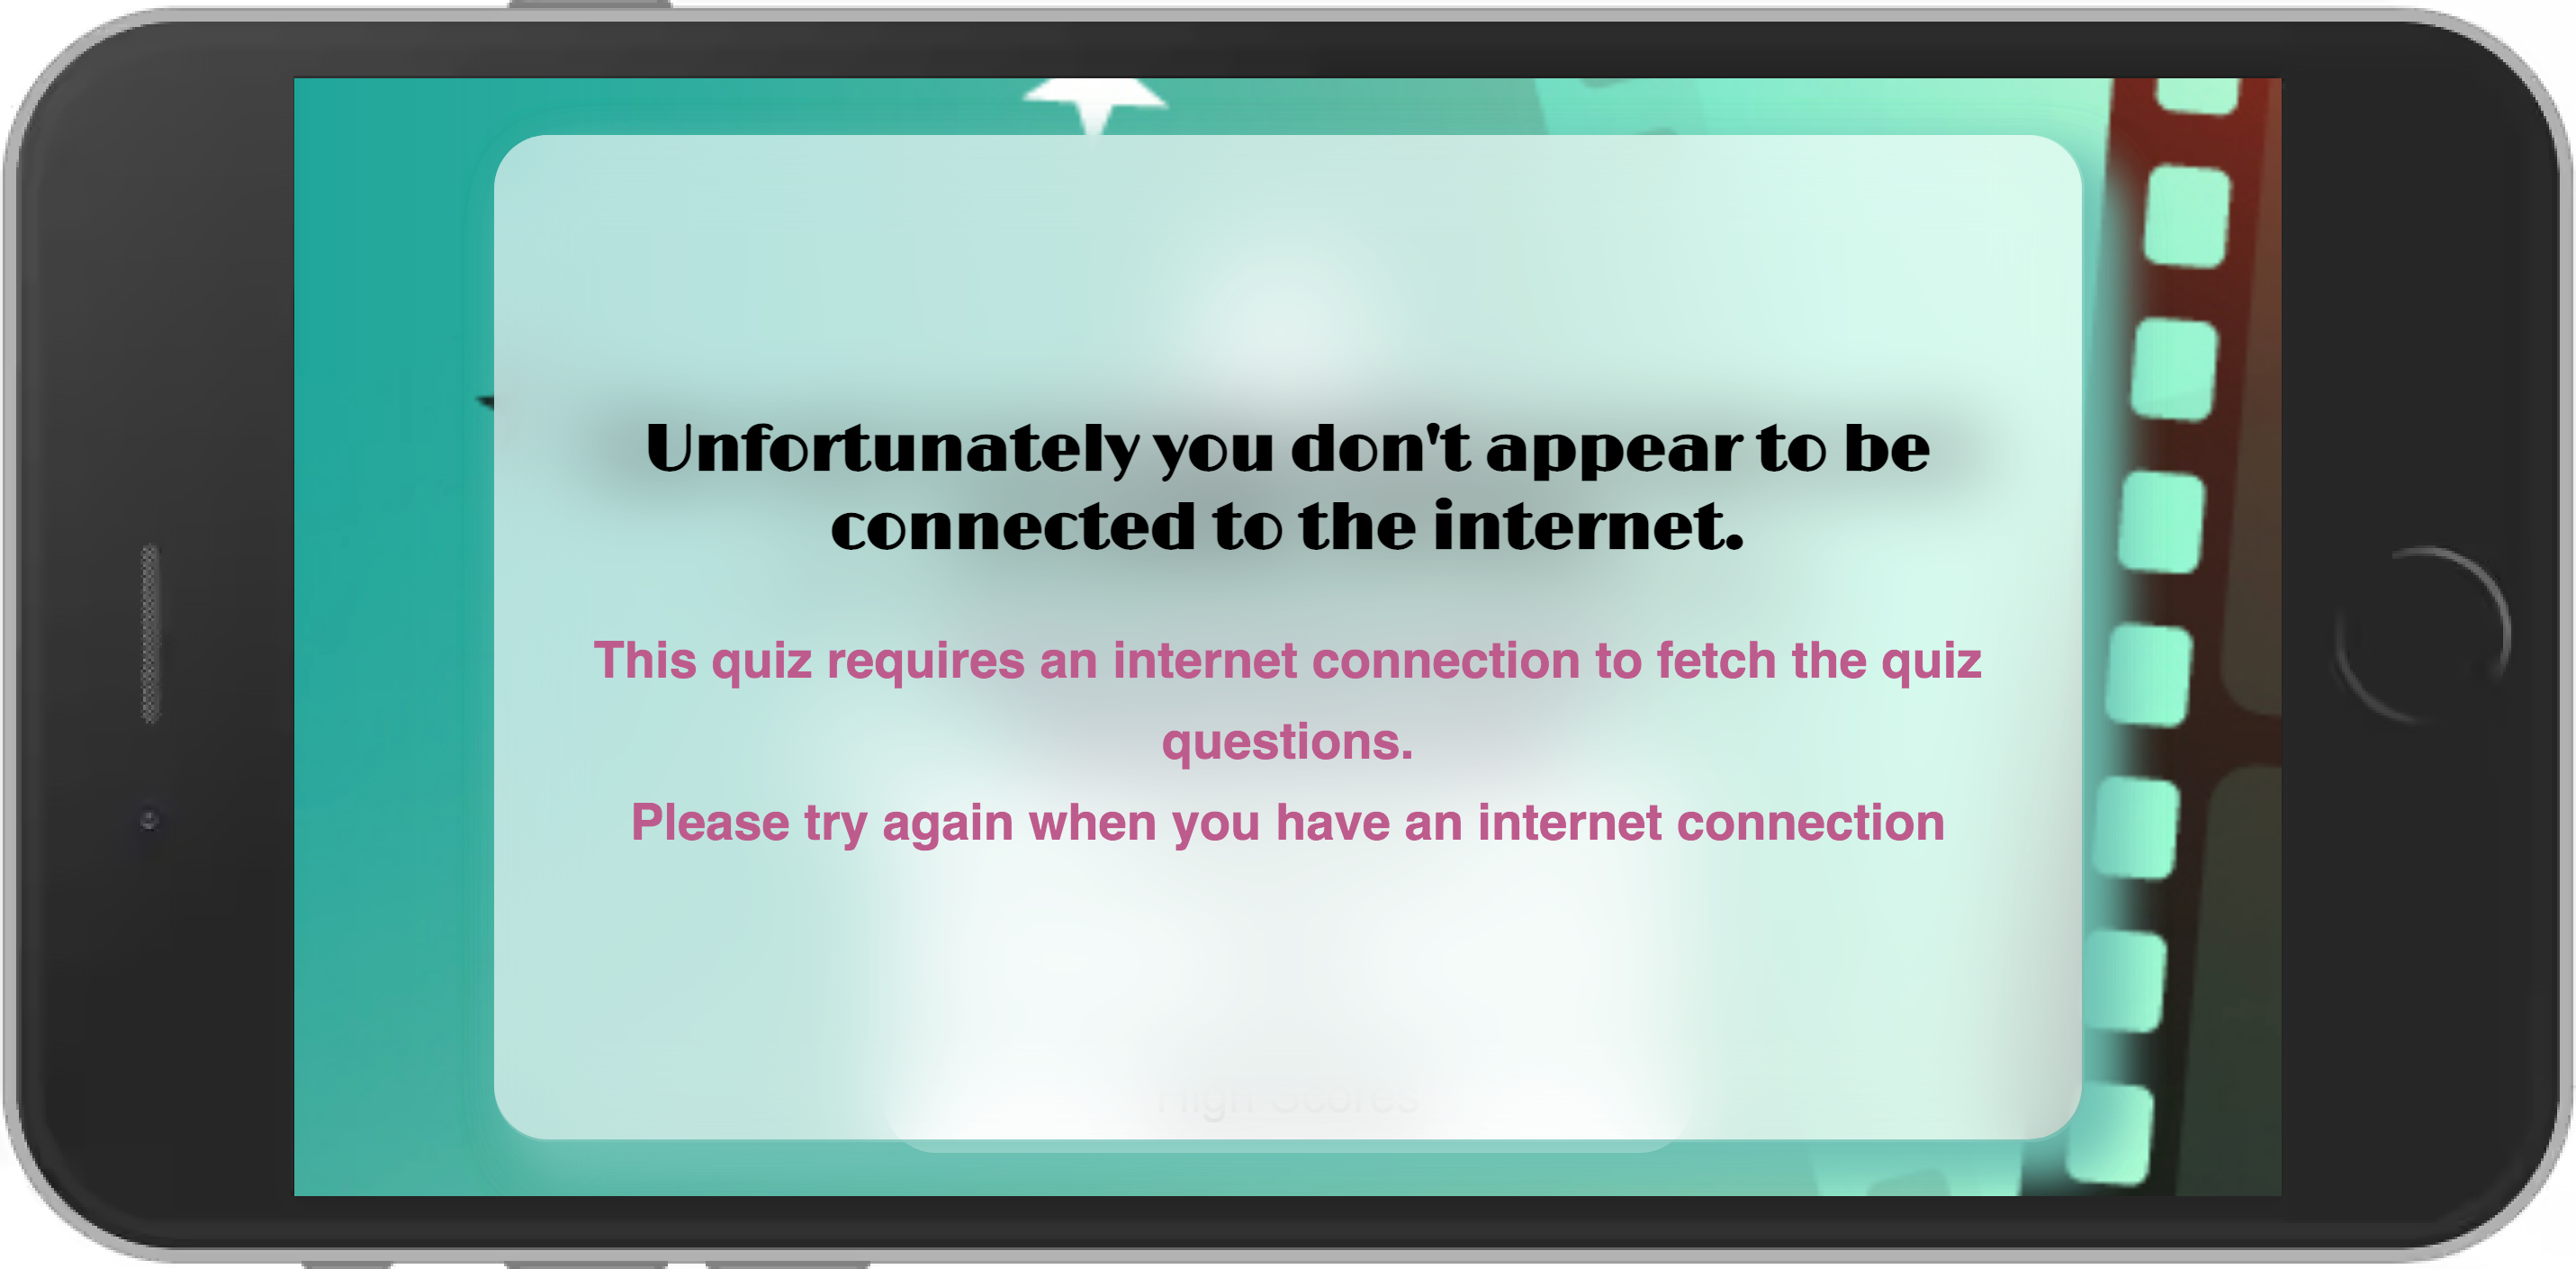 Unfortunately you don't appear to be
connected to the internet.
This quiz requires an internet connection to fetch the quiz
questions.
Please try again when you have an internet connection
High Scores